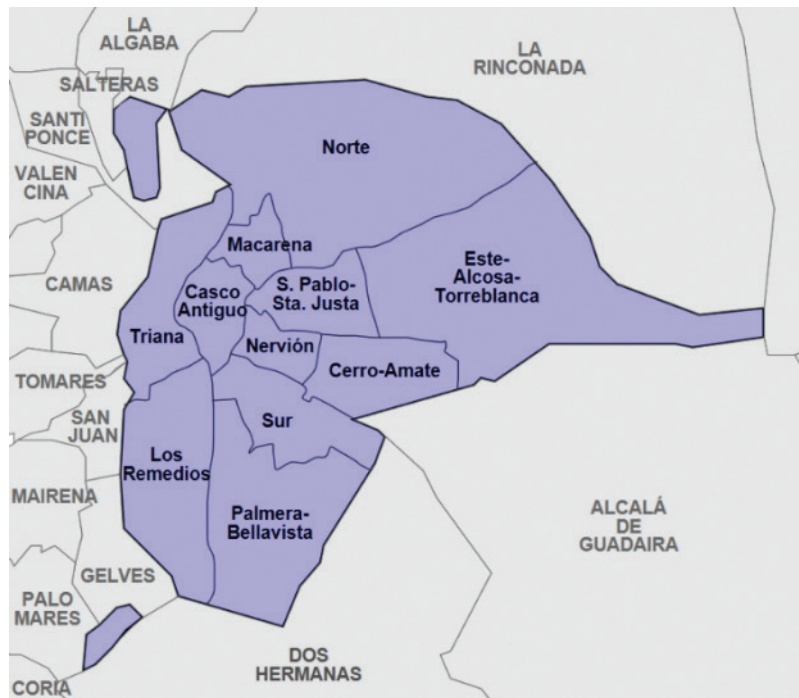 LA
ALGABA
LA
RINCONADA
SALTERAS
SANTI
PONCE
Norte
VALEN
CINA
Macarena
Este-
Alcosa-
Torreblanca
CAMAS
S. Pablo-
Sta. Justa
Casco
Antiguo
Triana
Nervión
Cerro-Amate
TOMARES
SAN
JUAN
Sur
Los
Remedios
MAIRENA
Palmera-
Bellavista
ALCALÁ
DE
GUADAIRA
GELVES
PALO
MARES
DOS
HERMANAS
CORIA